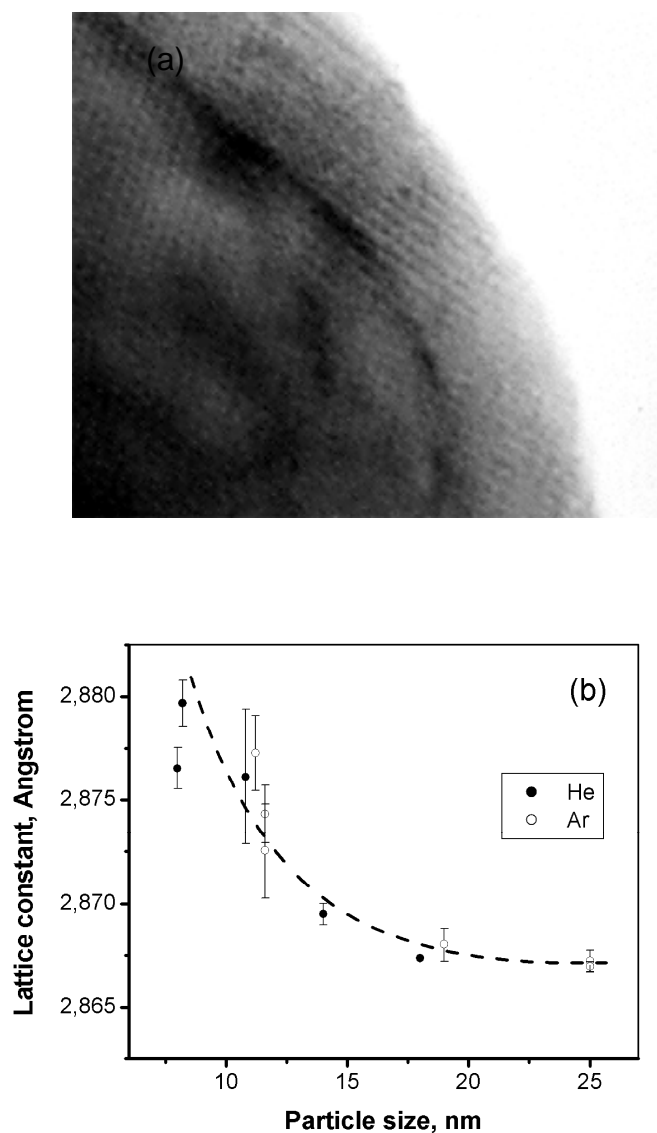 (a)
(b)
2,880
2,875
2,870
2,865
Lattice constant, Angstrom
He
Ar
10
15
20
25
Particle size, nm